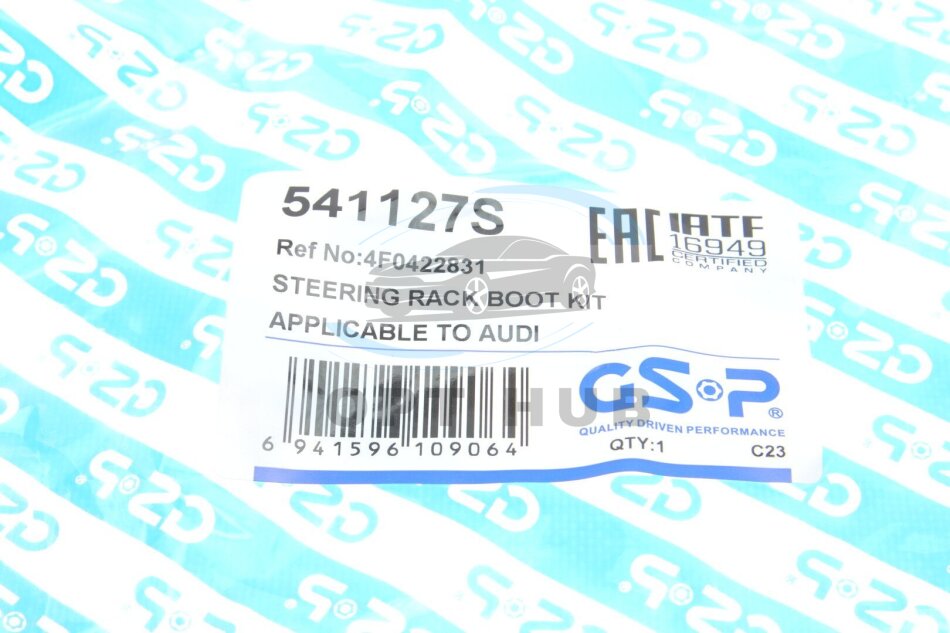 541127S
EAC
IATF
16949
CERTIFIED
COMPANY
Ref No:4F0422831
STEERING RACK BOOT KIT
APPLICABLE TO AUDI
OPT HUB
6 941596 109064
GSP®
QUALITY DRIVEN PERFORMANCE
QTY:1
C23